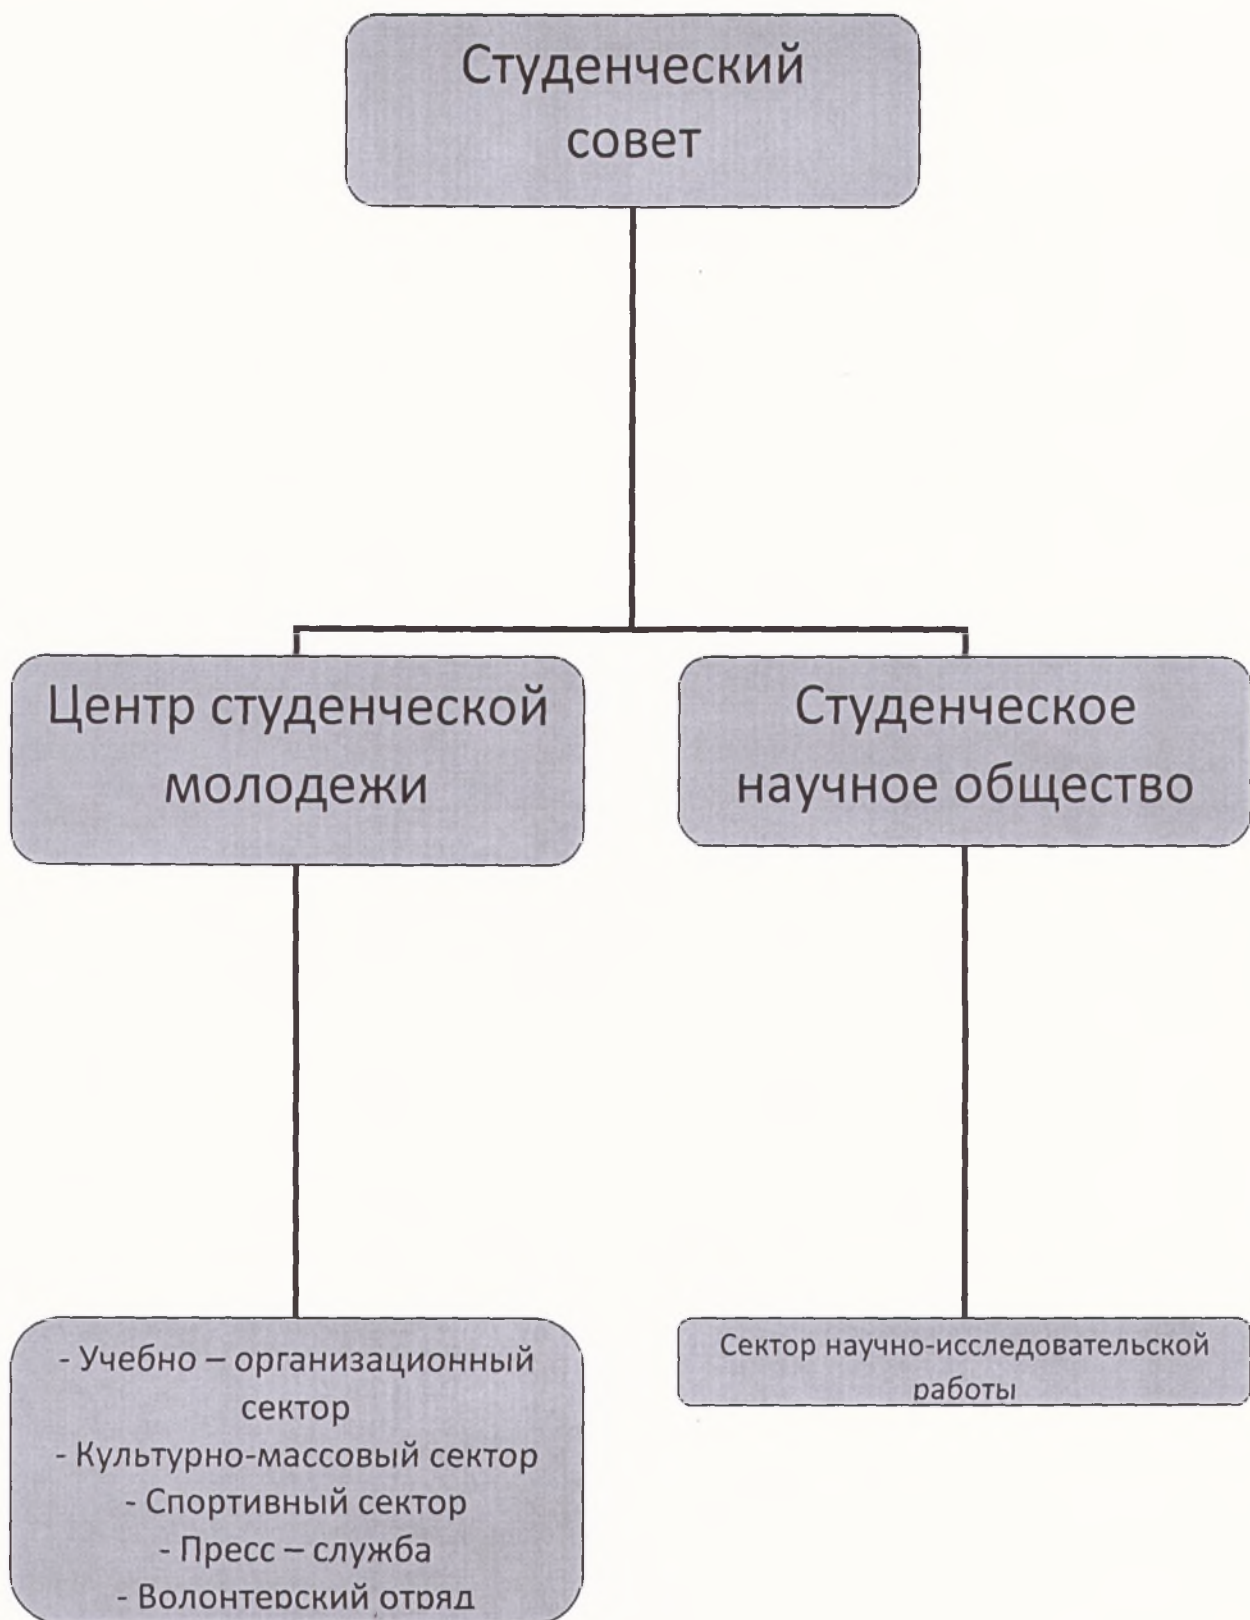 Студенческий
совет
Центр студенческой
молодежи
Студенческое
научное общество
- Учебно – организационный
сектор
- Культурно-массовый сектор
- Спортивный сектор
- Пресс – служба
- Волонтерский отряд
Сектор научно-исследовательской
работы